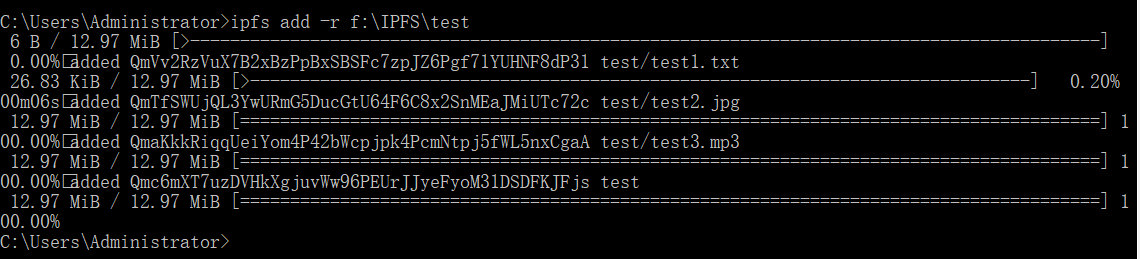 C:\Users\Administrator>ipfs add -r f:\IPFS\test
6 B / 12.97 MiB [>-----------------------------------------------------------------------------------------]
0.00%□added QmVv2RzVuX7B2xBzPpBxSBSFc7zpJZ6Pgf71YUHNF8dP31 test/test1.txt
26.83 KiB / 12.97 MiB [>------------------------------------------------------------------------------]   0.20%
00m06s□added QmTfSWUjQL3YwURmG5DucGtU64F6C8x2SnMEaJMiUTc72c test/test2.jpg
12.97 MiB / 12.97 MiB [======================================================================================] 1
00.00%□added QmaKkkRiqqUeiYom4P42bWcpjpk4PcmNtpj5fWL5nxCgaA test/test3.mp3
12.97 MiB / 12.97 MiB [======================================================================================] 1
00.00%□added Qmc6mXT7uzDVHkXgjuvWw96PEUrJJyeFyoM31DSDFKJFjs test
12.97 MiB / 12.97 MiB [======================================================================================] 1
00.00%
C:\Users\Administrator>